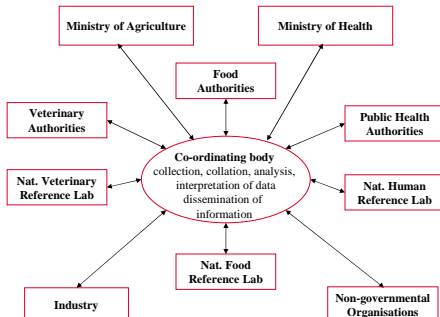 Ministry of Agriculture
Ministry of Health
Food
Authorities
Veterinary
Authorities
Public Health
Authorities
Co-ordinating body
collection, collation, analysis,
interpretation of data
dissemination of
information
Nat. Veterinary
Reference Lab
Nat. Human
Reference Lab
Nat. Food
Reference Lab
Industry
Non-governmental
Organisations